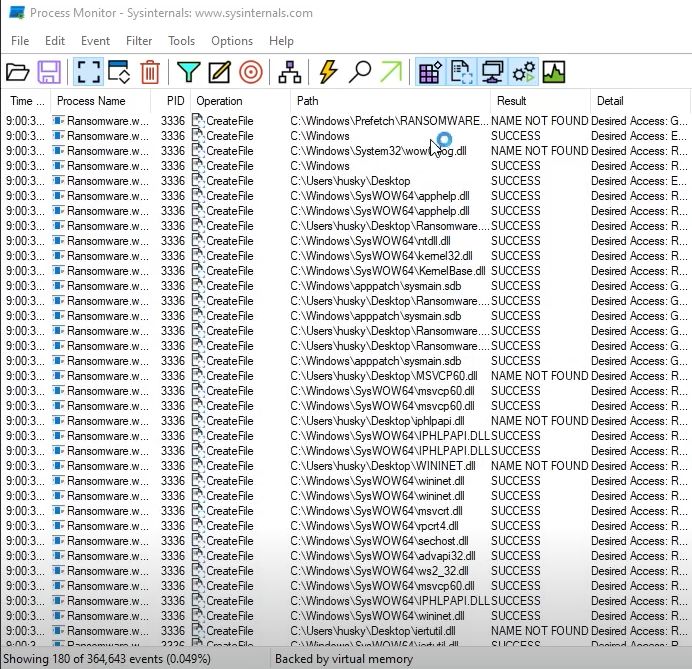 Process Monitor - Sysinternals: www.sysinternals.com
File Edit Event Filter Tools Options Help
Time ... Process Name PID Operation Path Result Detail
9:00:3... Ransomware.w... 3336 CreateFile C:\Windows\Prefetch\RANSOMWARE... NAME NOT FOUND Desired Access: G...
9:00:3... Ransomware.w... 3336 CreateFile C:\Windows SUCCESS Desired Access: E...
9:00:3... Ransomware.w... 3336 CreateFile C:\Windows\System32\ NAME NOT FOUND Desired Access: R...
9:00:3... Ransomware.w... 3336 CreateFile C:\Windows SUCCESS Desired Access: R...
9:00:3... Ransomware.w... 3336 CreateFile C:\Users\husky\Desktop SUCCESS Desired Access: E...
9:00:3... Ransomware.w... 3336 CreateFile C:\Windows\SysWOW64\apphelp.dll SUCCESS Desired Access: R...
9:00:3... Ransomware.w... 3336 CreateFile C:\Windows\SysWOW64\apphelp.dll SUCCESS Desired Access: R...
9:00:3... Ransomware.w... 3336 CreateFile C:\Users\husky\Desktop\Ransomware.... SUCCESS Desired Access: G...
9:00:3... Ransomware.w... 3336 CreateFile C:\Windows\SysWOW64\ntdll.dll SUCCESS Desired Access: G...
9:00:3... Ransomware.w... 3336 CreateFile C:\Windows\SysWOW64\kernel32.dll SUCCESS Desired Access: G...
9:00:3... Ransomware.w... 3336 CreateFile C:\Windows\SysWOW64\KernelBase.dll SUCCESS Desired Access: G...
9:00:3... Ransomware.w... 3336 CreateFile C:\Windows\apppatch\sysmain.sdb SUCCESS Desired Access: G...
9:00:3... Ransomware.w... 3336 CreateFile C:\Users\husky\Desktop\Ransomware.... SUCCESS Desired Access: R...
9:00:3... Ransomware.w... 3336 CreateFile C:\Windows\apppatch\sysmain.sdb SUCCESS Desired Access: G...
9:00:3... Ransomware.w... 3336 CreateFile C:\Users\husky\Desktop\Ransomware.... SUCCESS Desired Access: R...
9:00:3... Ransomware.w... 3336 CreateFile C:\Users\husky\Desktop\Ransomware.... SUCCESS Desired Access: G...
9:00:3... Ransomware.w... 3336 CreateFile C:\Windows\apppatch\sysmain.sdb SUCCESS Desired Access: G...
9:00:3... Ransomware.w... 3336 CreateFile C:\Users\husky\Desktop\MSVCP60.dll NAME NOT FOUND Desired Access: R...
9:00:3... Ransomware.w... 3336 CreateFile C:\Windows\SysWOW64\msvcp60.dll SUCCESS Desired Access: R...
9:00:3... Ransomware.w... 3336 CreateFile C:\Windows\SysWOW64\msvcp60.dll SUCCESS Desired Access: R...
9:00:3... Ransomware.w... 3336 CreateFile C:\Users\husky\Desktop\iphlpapi.dll NAME NOT FOUND Desired Access: R...
9:00:3... Ransomware.w... 3336 CreateFile C:\Windows\SysWOW64\IPHLPAPI.DLL SUCCESS Desired Access: R...
9:00:3... Ransomware.w... 3336 CreateFile C:\Windows\SysWOW64\IPHLPAPI.DLL SUCCESS Desired Access: R...
9:00:3... Ransomware.w... 3336 CreateFile C:\Users\husky\Desktop\WININET.dll NAME NOT FOUND Desired Access: R...
9:00:3... Ransomware.w... 3336 CreateFile C:\Windows\SysWOW64\wininet.dll SUCCESS Desired Access: R...
9:00:3... Ransomware.w... 3336 CreateFile C:\Windows\SysWOW64\wininet.dll SUCCESS Desired Access: R...
9:00:3... Ransomware.w... 3336 CreateFile C:\Windows\SysWOW64\msvcrt.dll SUCCESS Desired Access: R...
9:00:3... Ransomware.w... 3336 CreateFile C:\Windows\SysWOW64\rpcrt4.dll SUCCESS Desired Access: R...
9:00:3... Ransomware.w... 3336 CreateFile C:\Windows\SysWOW64\sechost.dll SUCCESS Desired Access: R...
9:00:3... Ransomware.w... 3336 CreateFile C:\Windows\SysWOW64\advapi32.dll SUCCESS Desired Access: R...
9:00:3... Ransomware.w... 3336 CreateFile C:\Windows\SysWOW64\ws2_32.dll SUCCESS Desired Access: R...
9:00:3... Ransomware.w... 3336 CreateFile C:\Windows\SysWOW64\msvcp60.dll SUCCESS Desired Access: R...
9:00:3... Ransomware.w... 3336 CreateFile C:\Windows\SysWOW64\IPHLPAPI.DLL SUCCESS Desired Access: R...
9:00:3... Ransomware.w... 3336 CreateFile C:\Windows\SysWOW64\wininet.dll SUCCESS Desired Access: R...
9:00:3... Ransomware.w... 3336 CreateFile C:\Users\husky\Desktop\iertutil.dll NAME NOT FOUND Desired Access: R...
9:00:3... Ransomware.w... 3336 CreateFile C:\Windows\SysWOW64\iertutil.dll SUCCESS Desired Access: R...
Showing 180 of 364,643 events (0.049%) Backed by virtual memory